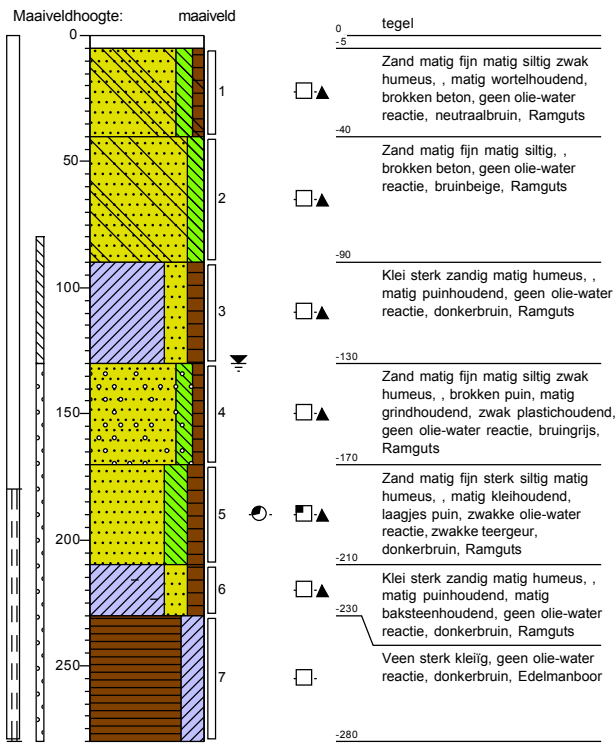 Maaiveldhoogte: maaiveld
0
50
100
150
200
250
1
2
3
4
5
6
7
0 tegel
-5
Zand matig fijn matig siltig zwak
humeus, , matig wortelhoudend,
brokken beton, geen olie-water
reactie, neutraalbruin, Ramguts
-40
Zand matig fijn matig siltig, ,
brokken beton, geen olie-water
reactie, bruinbeige, Ramguts
-90
Klei sterk zandig matig humeus, ,
matig puinhoudend, geen olie-water
reactie, donkerbruin, Ramguts
-130
Zand matig fijn matig siltig zwak
humeus, , brokken puin, matig
grindhoudend, zwak plastichoudend,
geen olie-water reactie, bruingrijs,
Ramguts
-170
Zand matig fijn sterk siltig matig
humeus, , matig kleihoudend,
laagjes puin, zwakke olie-water
reactie, zwakke teergeur,
donkerbruin, Ramguts
-210
Klei sterk zandig matig humeus, ,
matig puinhoudend, matig
baksteenhoudend, geen olie-water
reactie, donkerbruin, Ramguts
-230
Veen sterk kleiïg, geen olie-water
reactie, donkerbruin, Edelmanboor
-280